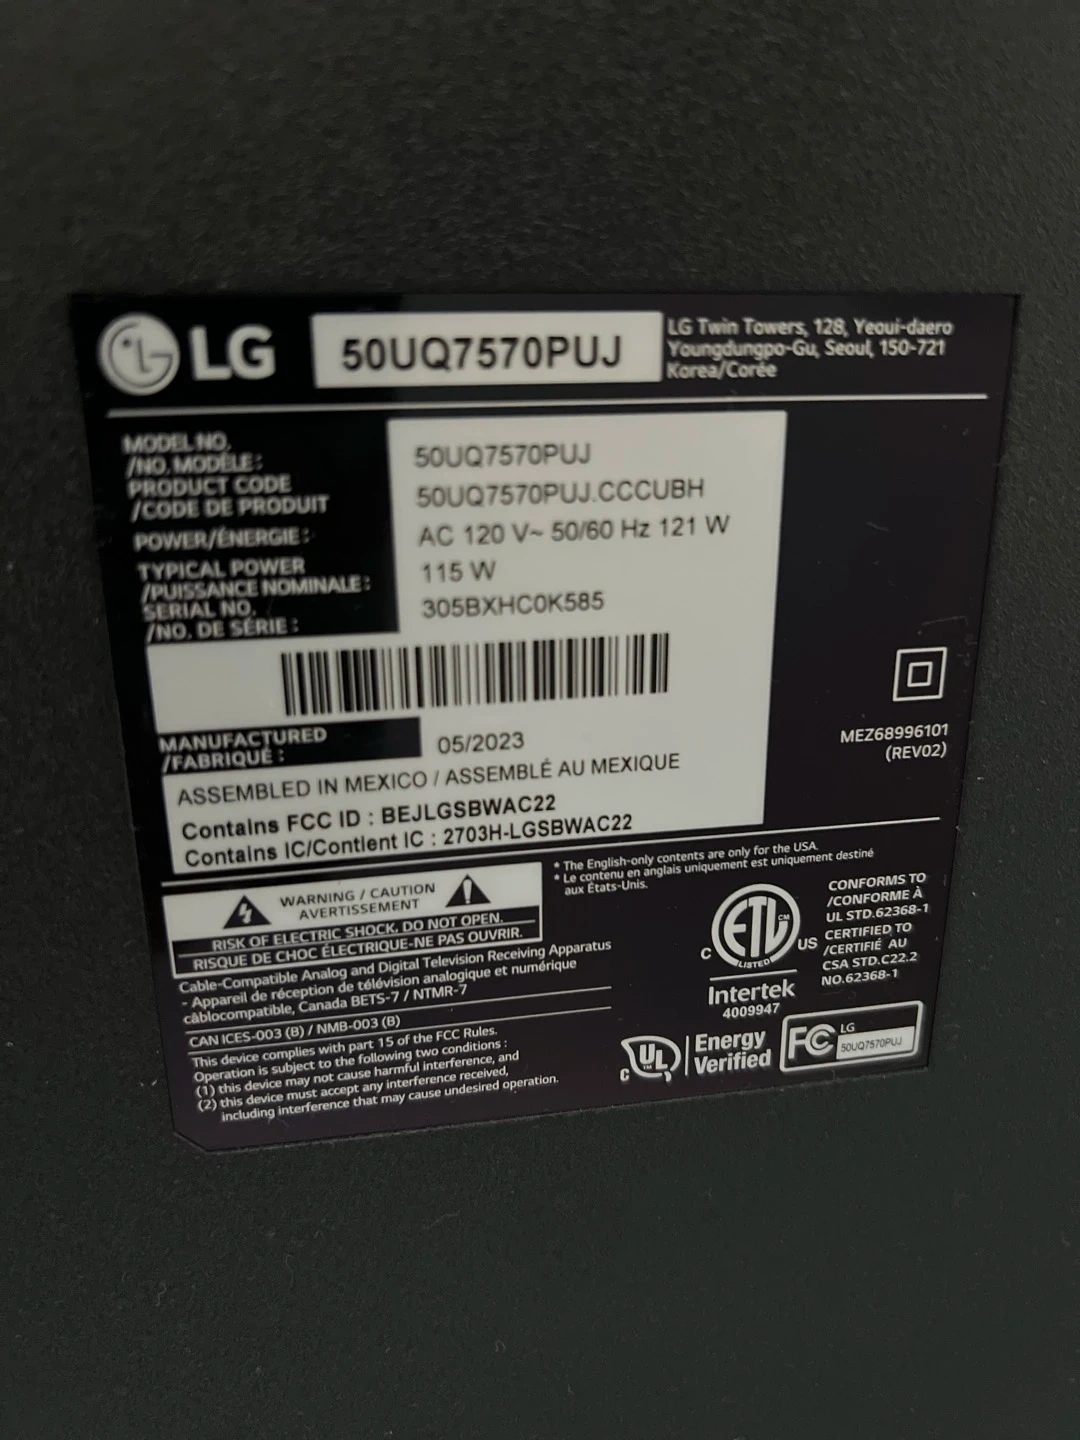 LG 50UQ7570PUJ
LG Twin Towers, 128, Yeoui-daero
Youngdungpo-Gu, Seoul, 150-721
Korea/Corée
MODEL NO.
/NO. MODÈLE : 50UQ7570PUJ
PRODUCT CODE
/CODE DE PRODUIT 50UQ7570PUJ.CCCUBH
POWER/ÉNERGIE : AC 120 V~ 50/60 Hz 121 W
TYPICAL POWER
/PUISSANCE NOMINALE : 115 W
SERIAL NO.
/NO. DE SÉRIE : 305BXHC0K585
MANUFACTURED
/FABRIQUÉ : 05/2023
ASSEMBLED IN MEXICO / ASSEMBLÉ AU MEXIQUE
Contains FCC ID : BEJLGSBWAC22
Contains IC/Contient IC : 2703H-LGSBWAC22
MEZ68996101
(REV02)
* The English-only contents are only for the USA.
* Le contenu en anglais uniquement est uniquement destiné
aux États-Unis.
WARNING / CAUTION
AVERTISSEMENT
RISK OF ELECTRIC SHOCK, DO NOT OPEN.
RISQUE DE CHOC ÉLECTRIQUE-NE PAS OUVRIR.
Cable-Compatible Analog and Digital Television Receiving Apparatus
- Appareil de réception de télévision analogique et numérique
câblocompatible, Canada BETS-7 / NTMR-7
CAN ICES-003 (B) / NMB-003 (B)
This device complies with part 15 of the FCC Rules.
Operation is subject to the following two conditions :
(1) this device may not cause harmful interference, and
(2) this device must accept any interference received,
including interference that may cause undesired operation.
C ETL CM US
LISTED
Intertek
4009947
CONFORMS TO
/CONFORME À
UL STD.62368-1
CERTIFIED TO
/CERTIFIÉ AU
CSA STD.C22.2
NO.62368-1
C UL TM Energy
Verified
FC LG
50UQ7570PUJ